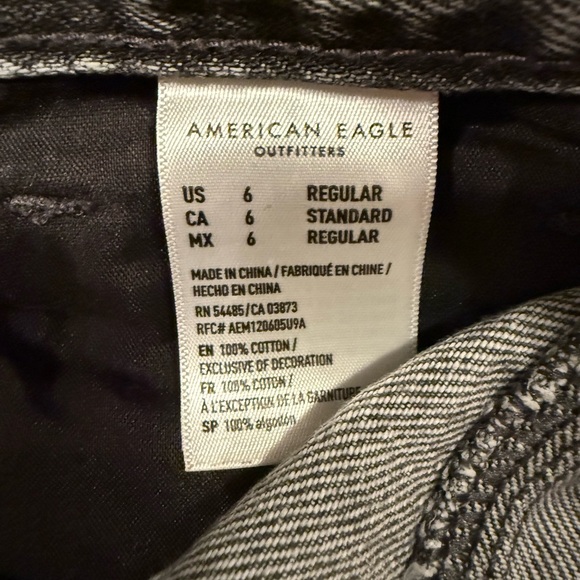 AMERICAN EAGLE
OUTFITTERS
US 6 REGULAR
CA 6 STANDARD
MX 6 REGULAR
MADE IN CHINA / FABRIQUÉ EN CHINE /
HECHO EN CHINA
RN 54485/CA 03873
RFC# AEM120605U9A
EN 100% COTTON /
EXCLUSIVE OF DECORATION
FR 100% COTON /
À L'EXCEPTION DE LA GARNITURE
SP 100% algodón